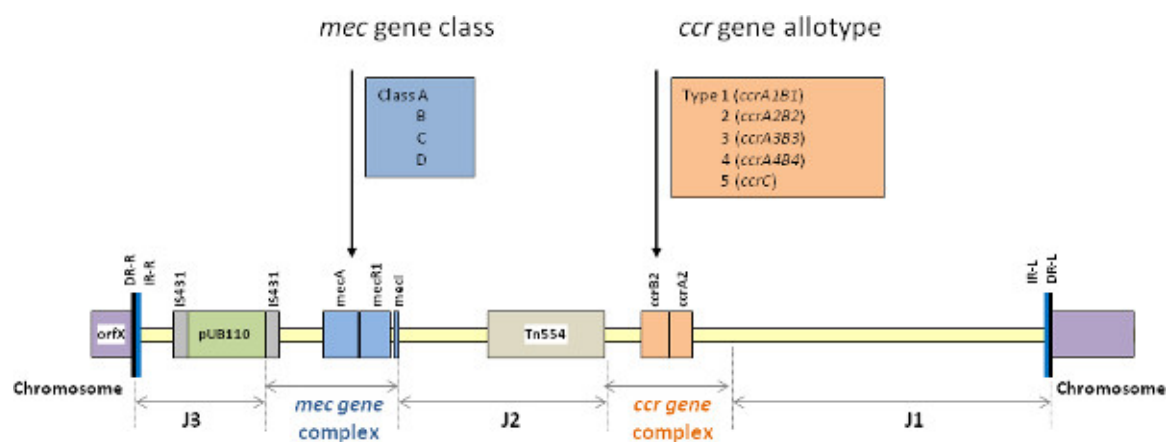 mec gene class
ccr gene allotype
Class A
B
C
D
Type 1 (ccrA1B1)
2 (ccrA2B2)
3 (ccrA3B3)
4 (ccrA4B4)
5 (ccrC)
DR-R
IR-R
IS431
IS431
mecA
mecR1
mecI
ccrB2
ccrA2
IR-L
DR-L
orfX
pUB110
Tn554
Chromosome
Chromosome
J3
mec gene
complex
J2
ccr gene
complex
J1